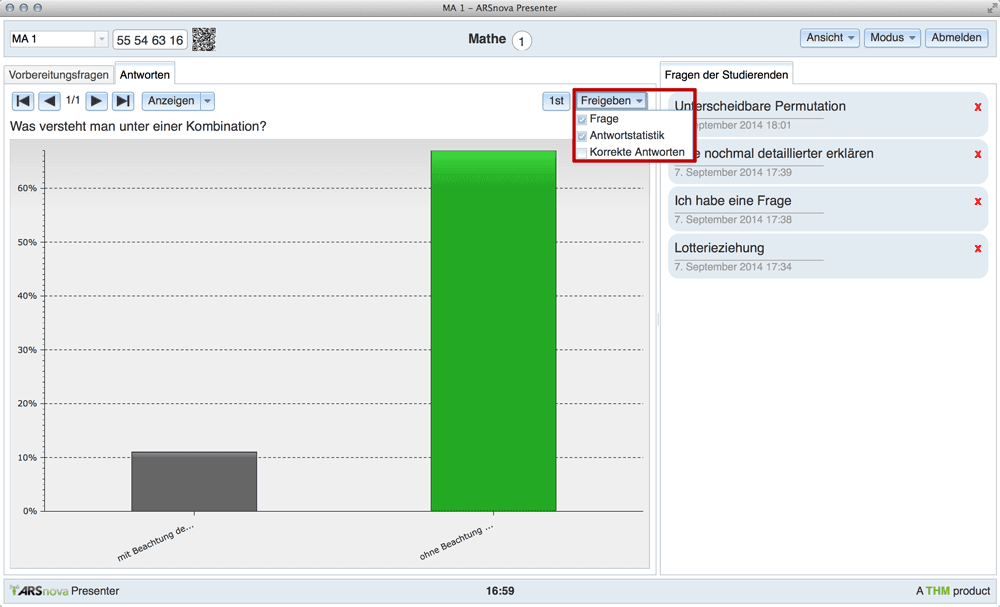 MA 1 – ARSnova Presenter
MA 1
55 54 63 16
Mathe 1
Ansicht
Modus
Abmelden
Vorbereitungsfragen
Antworten
1/1
Anzeigen
1st
Freigeben
Frage
Antwortstatistik
Korrekte Antworten
Was versteht man unter einer Kombination?
60%
50%
40%
30%
20%
10%
0%
mit Beachtung de...
ohne Beachtung ...
Fragen der Studierenden
Unterscheidbare Permutation
x
September 2014 18:01
nochmal detaillierter erklären
x
7. September 2014 17:39
Ich habe eine Frage
x
7. September 2014 17:38
Lotterieziehung
x
7. September 2014 17:34
ARSnova Presenter
16:59
A THM product